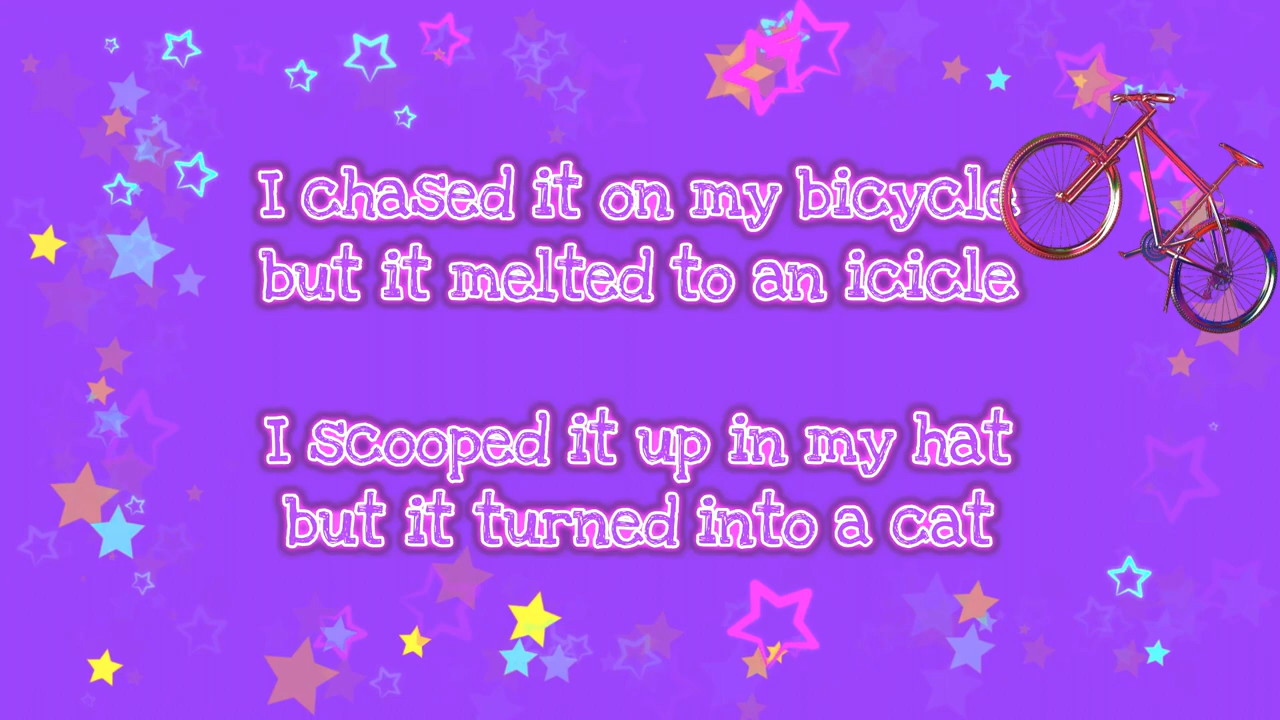 I chased it on my bicycle
but it melted to an icicle
I scooped it up in my hat
but it turned into a cat